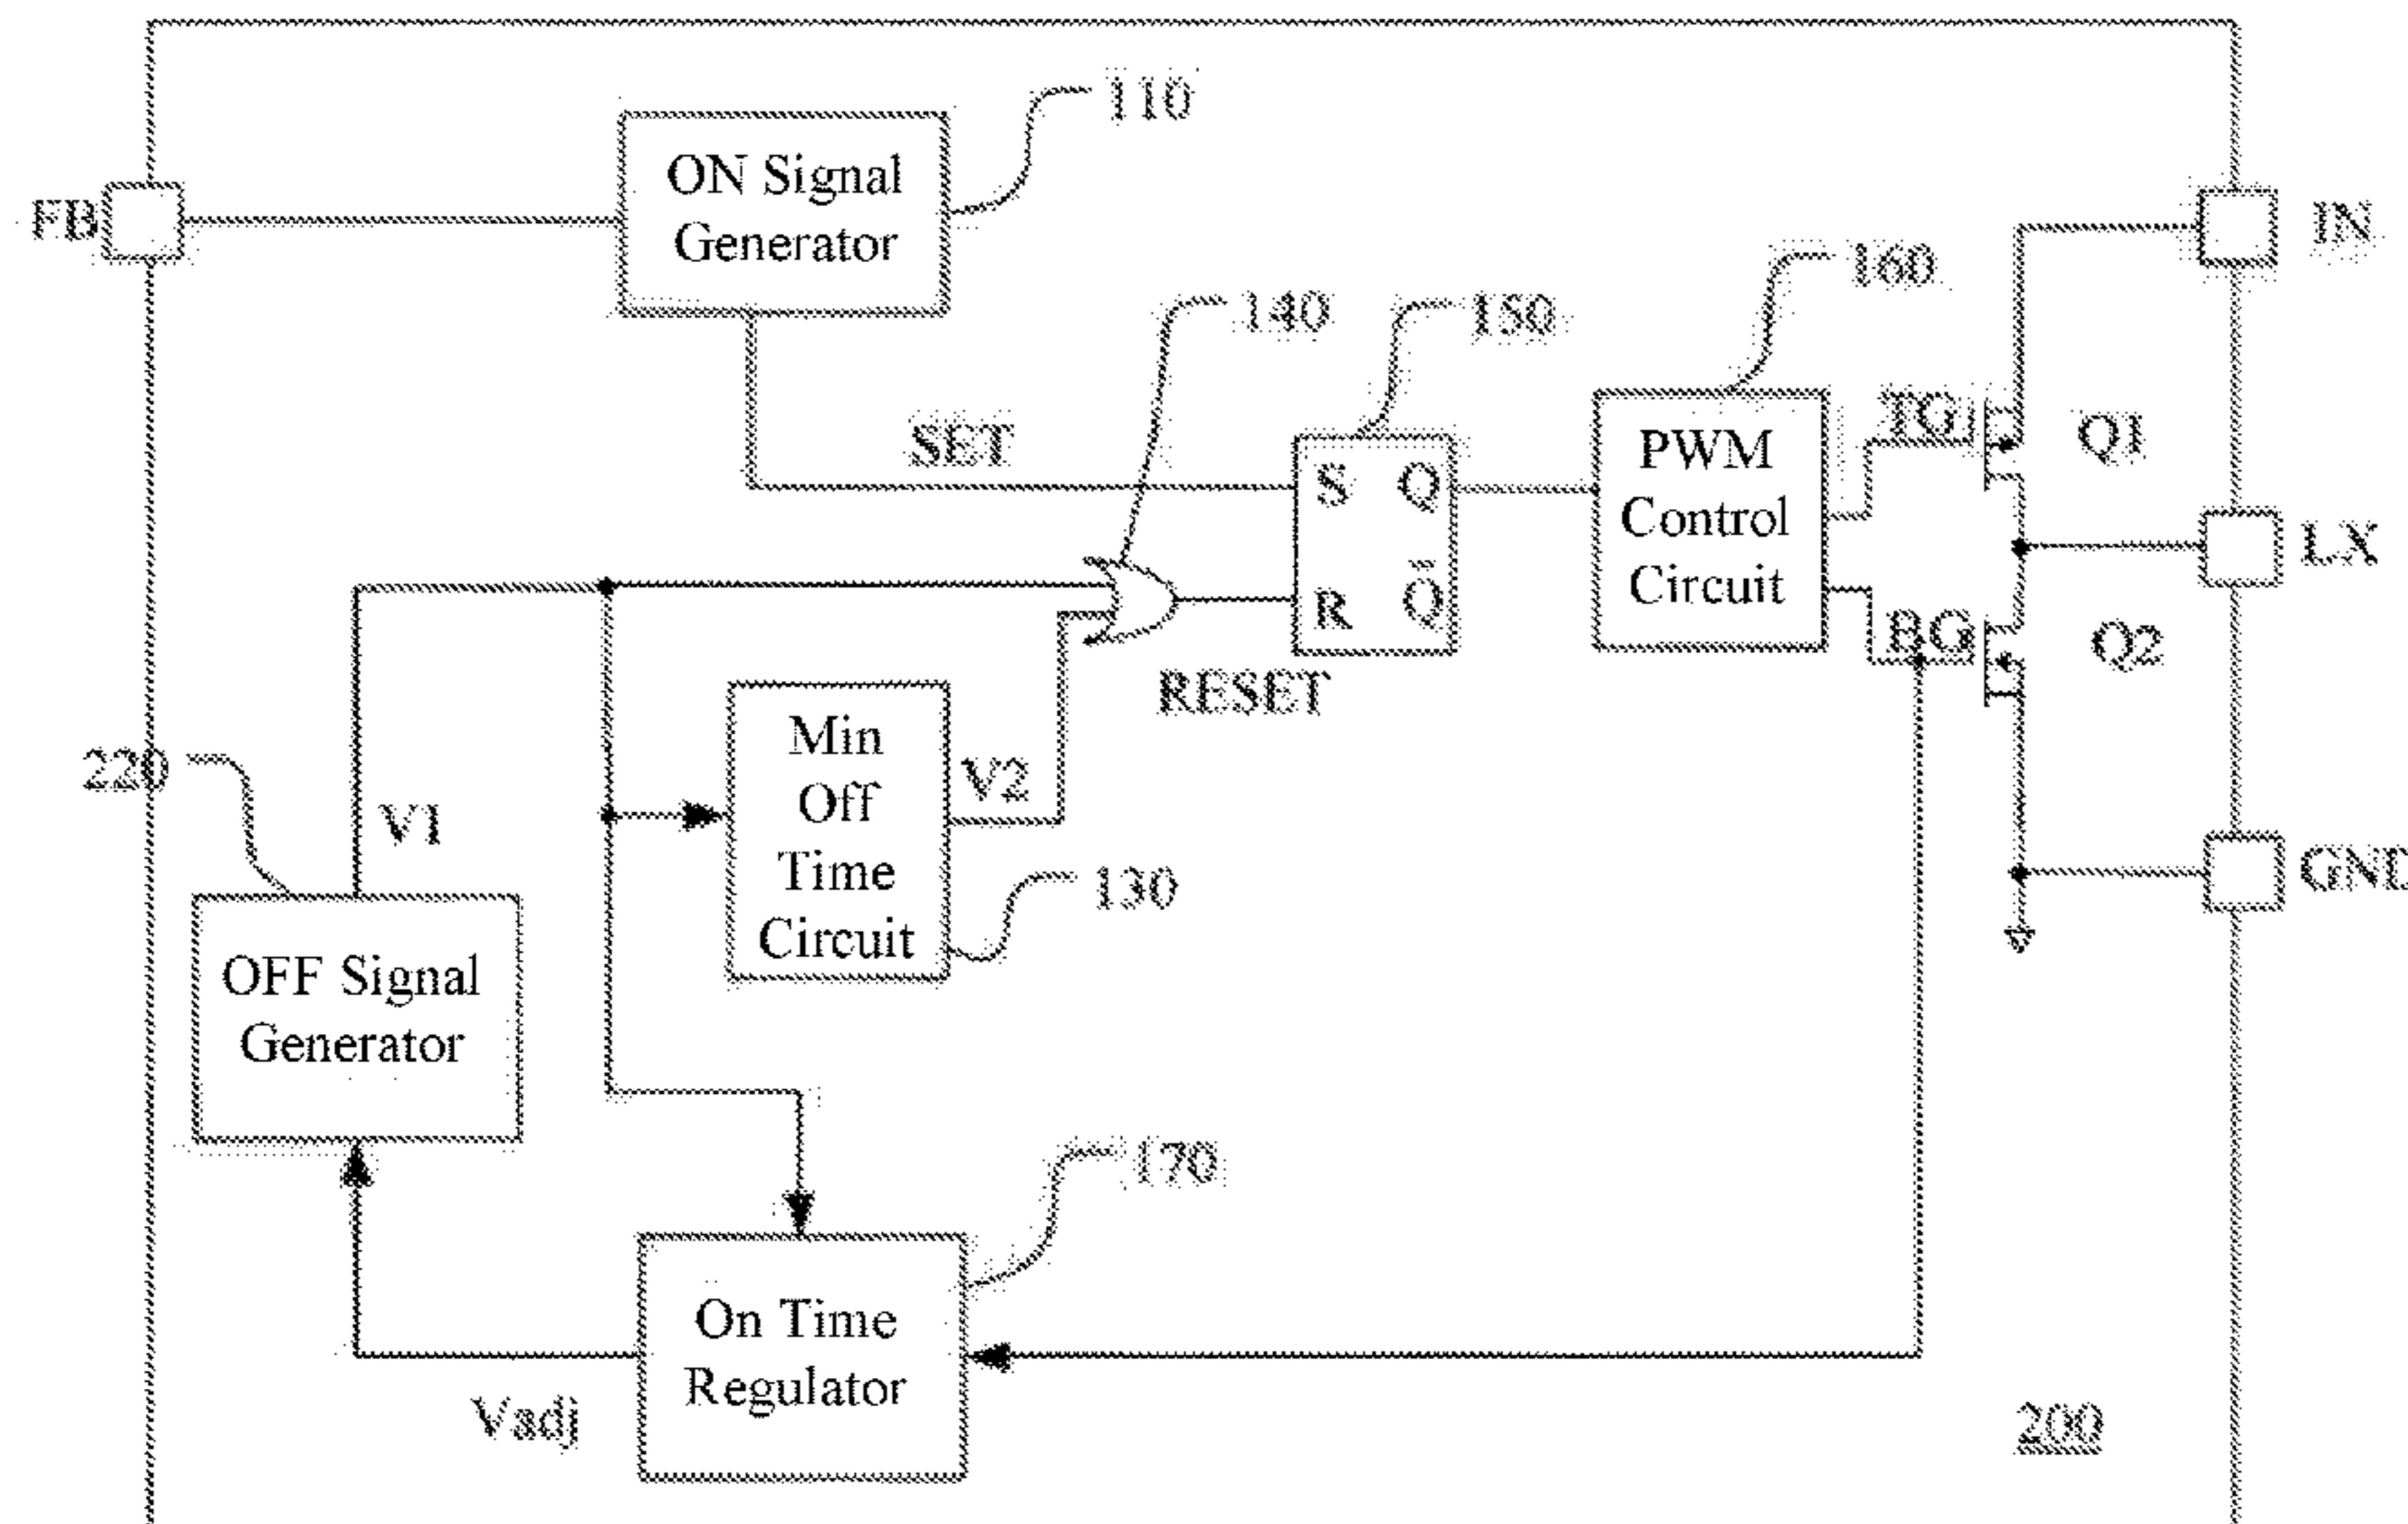 110
ON Signal
Generator
FB
IN
140
150
160
TG
Q1
SET
PWM
Control
Circuit
S Q
R Q̄
LX
BG
Q2
RESET
Min
Off
Time
Circuit
V2
220
V1
130
GND
OFF Signal
Generator
170
On Time
Regulator
Vadj
200